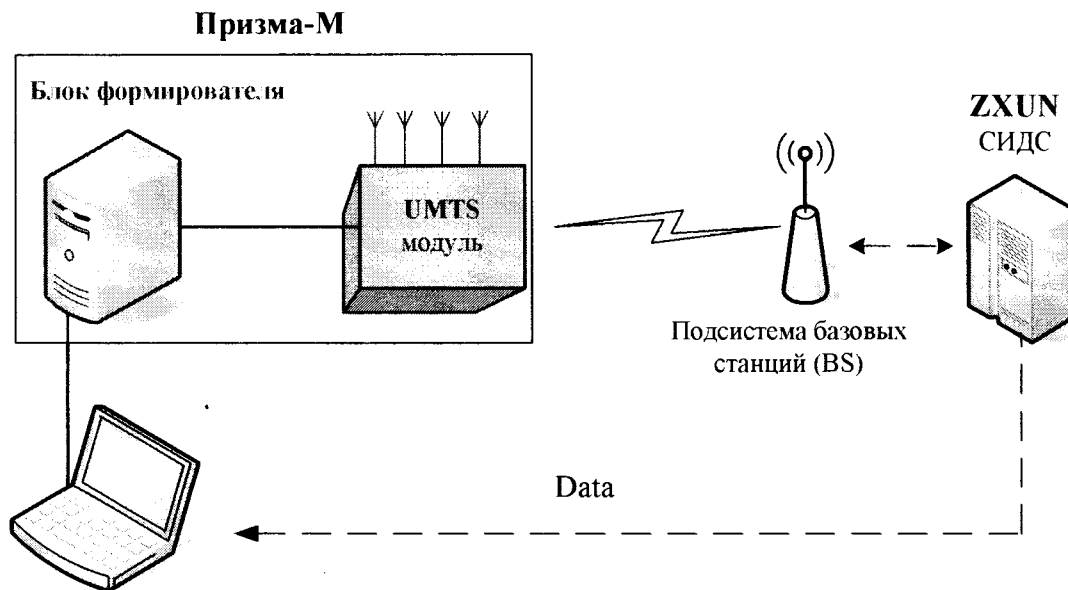 Призма-М
Блок формирователя
UMTS
модуль
ZXUN
СИДС
Подсистема базовых
станций (BS)
Data